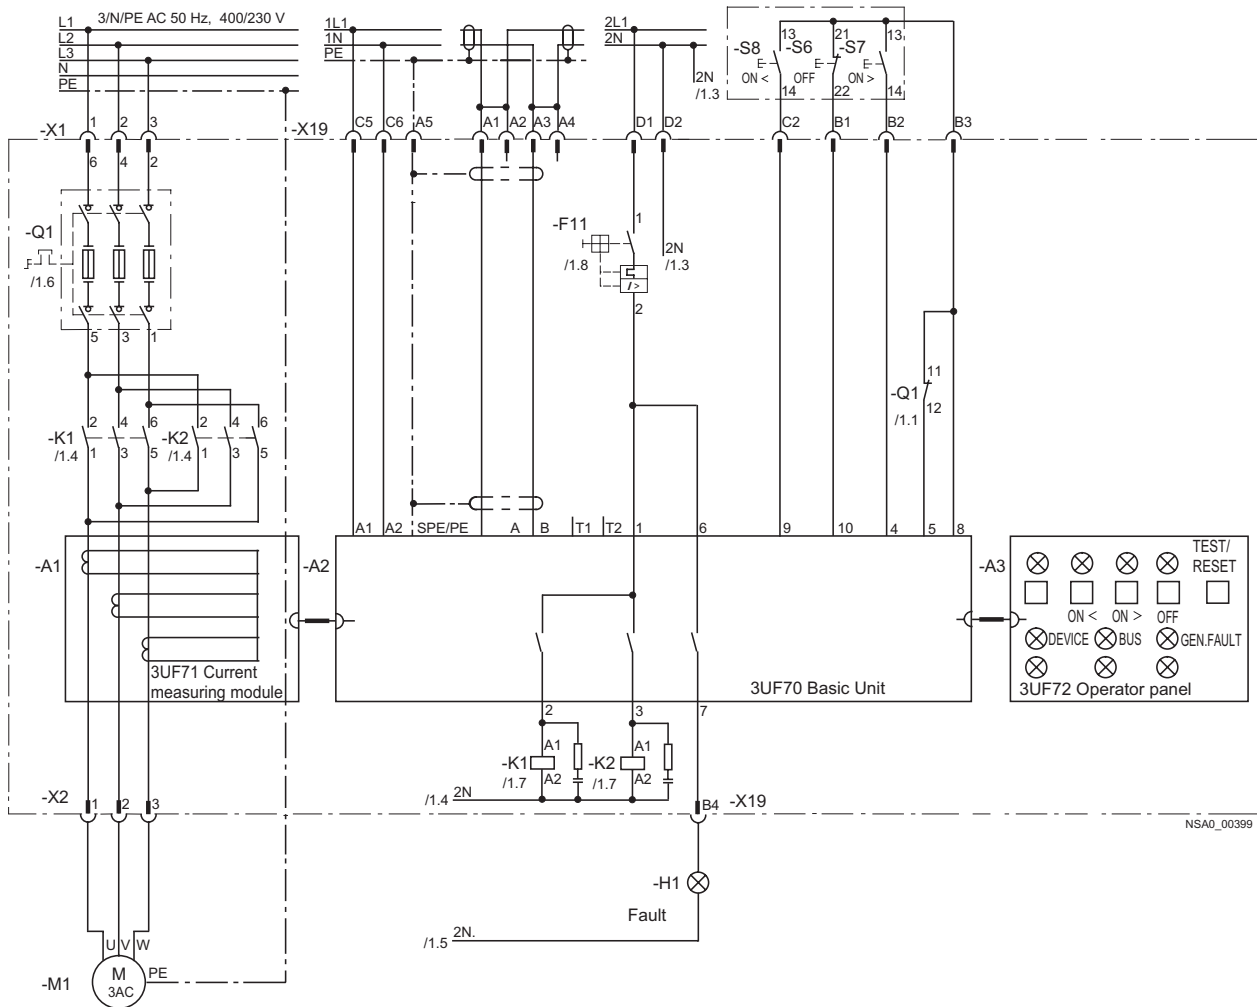 L1 3/N/PE AC 50 Hz, 400/230 V 1L1 2L1
L2 1N 2N
L3 PE
N
PE
2N
/1.3
13 21 13
-S8 -S6 -S7
E E E
ON < OFF ON >
14 22 14
1 2 3 C5 C6 A5 A1 A2 A3 A4 D1 D2 C2 B1 B2 B3
-X1 -X19
6 4 2
-Q1
/1.6
5 3 1
-F11
/1.8
1
I >
2
2N
/1.3
-Q1
/1.1
11
12
2 4 6 2 4 6
-K1 -K2
/1.4 /1.4
1 3 5 1 3 5
A1 A2 SPE/PE A B T1 T2 1 6 9 10 4 5 8
-A1 -A2 -A3
3UF71 Current
measuring module
3UF70 Basic Unit
TEST/
RESET
ON < ON > OFF
DEVICE BUS GEN.FAULT
3UF72 Operator panel
2 3 7
A1 A1
-K1 -K2
/1.7 /1.7
A2 A2
/1.4 2N
-X2 1 2 3 B4 -X19
NSA0_00399
-H1
Fault
/1.5 2N.
U V W
-M1 M PE
3AC